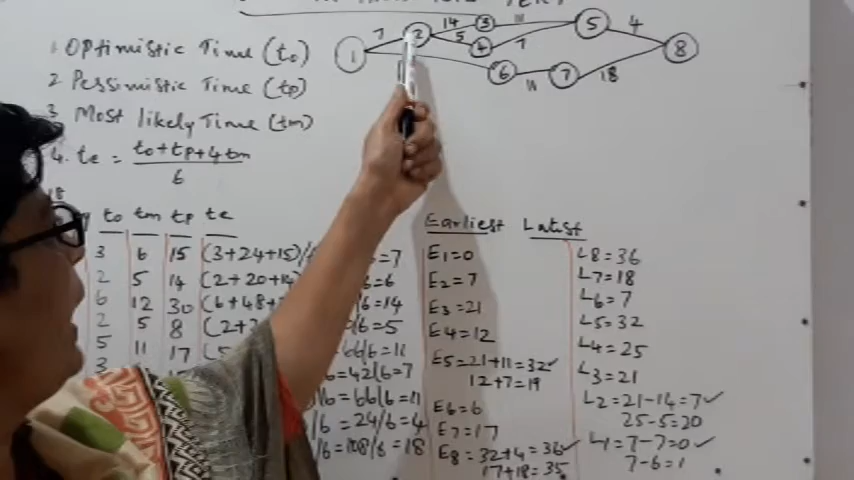 1 Optimistic Time (to)
2 Pessimistic Time (tp)
3 Most likely Time (tm)
4. te = to+tp+4tm
6
1 2 3 4 5 6 7 8
7 14 5 11 7 4 11 18
18
to tm tp te
3 6 15 (3+24+15)/ =7
2 5 14 (2+20+14) =6
6 12 30 (6+48+ /6=14
2 5 8 (2+2 /6=5
5 11 17 (5 66/6=11
3 =42/6=7
/6=66/6=11
/6=24/6=4
/6=108/6=18
Earliest Latest
E1=0
E2=7
E3=21
E4=12
E5=21+11=32✓
12+7=19
E6=6
E7=17
E8=32+4=36✓
17+18=35
L8=36
L7=18
L6=7
L5=32
L4=25
L3=21
L2=21-14=7✓
25-5=20
L1=7-7=0✓
7-6=1